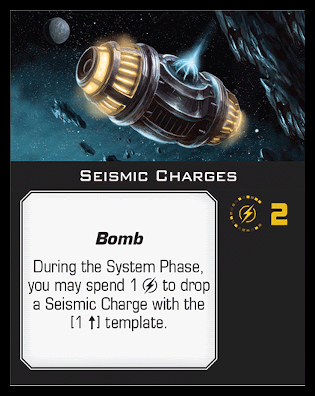 Seismic Charges
2
Bomb
During the System Phase,
you may spend 1 to drop
a Seismic Charge with the
[1 ↑] template.